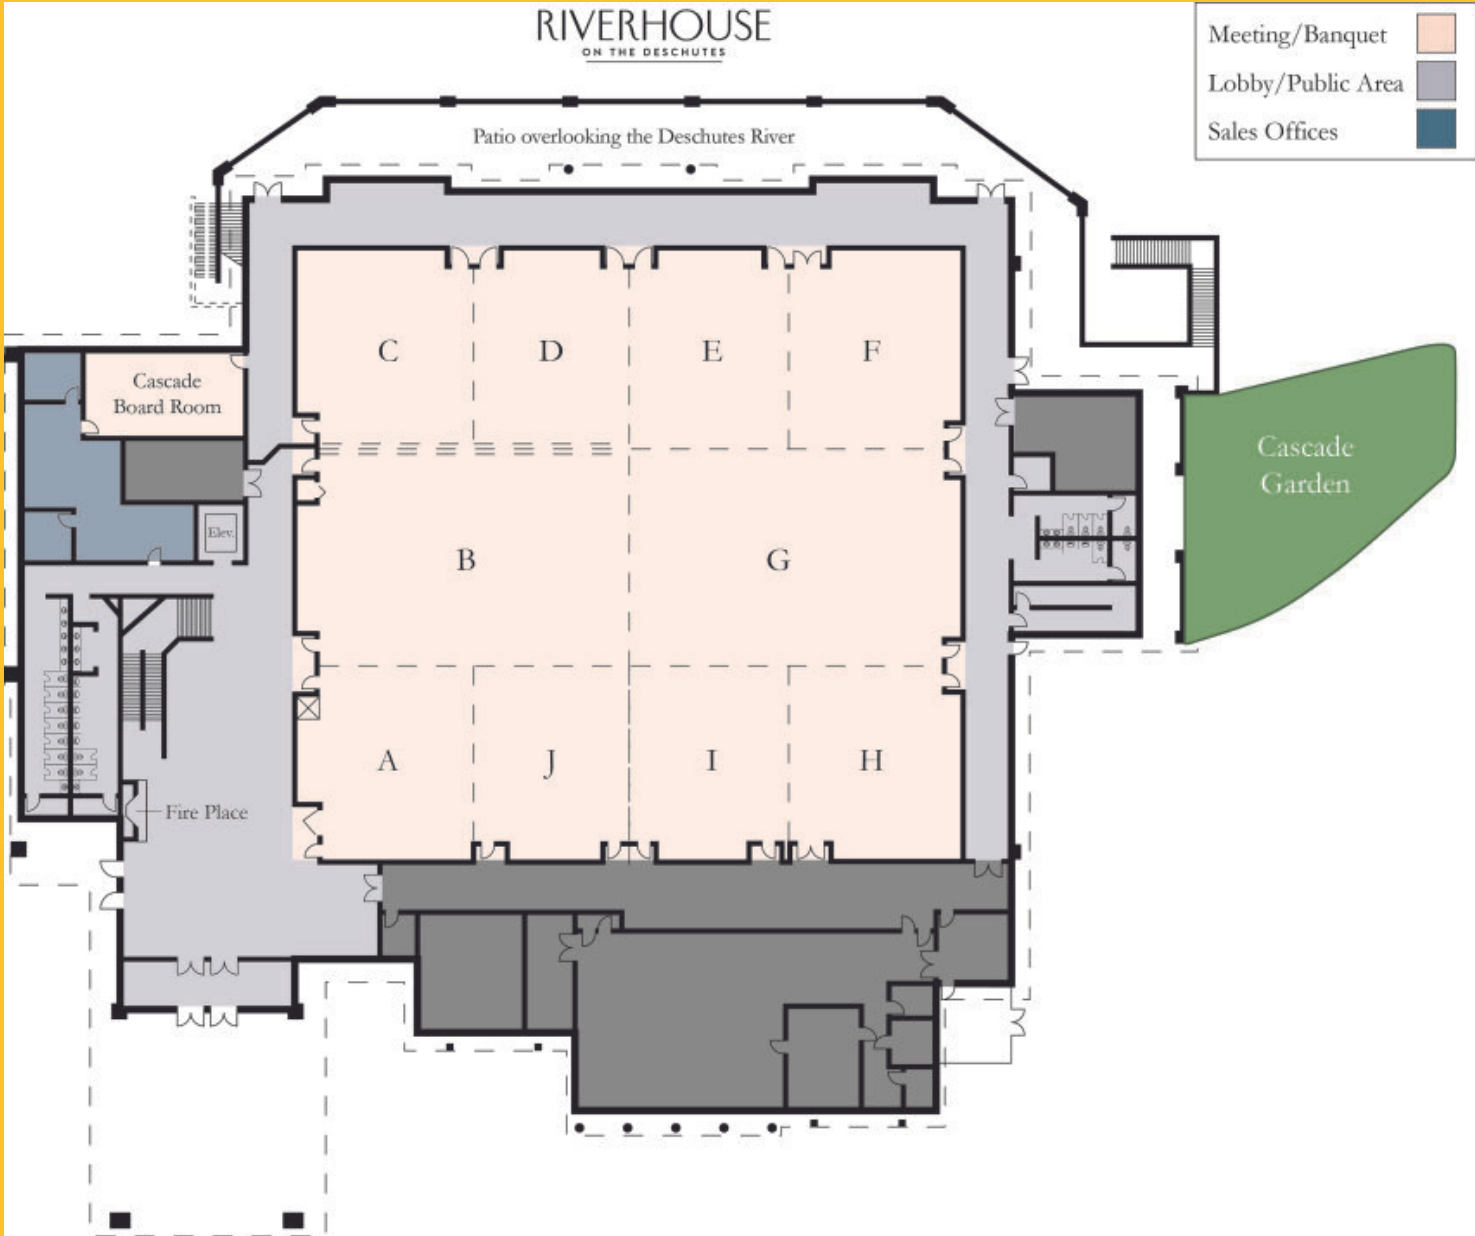 RIVERHOUSE
ON THE DESCHUTES
Meeting/Banquet
Lobby/Public Area
Sales Offices
Patio overlooking the Deschutes River
C
D
E
F
Cascade
Board Room
Cascade
Garden
Elev.
B
G
A
J
I
H
Fire Place